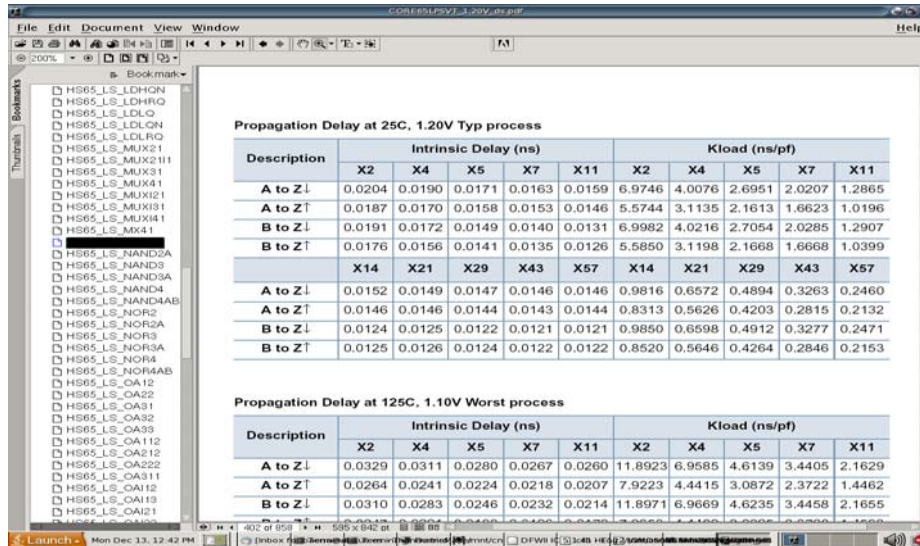 CORE65LPSVT_1.20V_ds.pdf
File Edit Document View Window Help
200%
Bookmark
Bookmarks
Thumbnails
HS65_LS_LDHQN
HS65_LS_LDHRQ
HS65_LS_LDLQ
HS65_LS_LDLQN
HS65_LS_LDLRQ
HS65_LS_MUX21
HS65_LS_MUX21I1
HS65_LS_MUX31
HS65_LS_MUX41
HS65_LS_MUXI21
HS65_LS_MUXI31
HS65_LS_MUXI41
HS65_LS_MX41
HS65_LS_NAND2A
HS65_LS_NAND3
HS65_LS_NAND3A
HS65_LS_NAND4
HS65_LS_NAND4AB
HS65_LS_NOR2
HS65_LS_NOR2A
HS65_LS_NOR3
HS65_LS_NOR3A
HS65_LS_NOR4
HS65_LS_NOR4AB
HS65_LS_OA12
HS65_LS_OA22
HS65_LS_OA31
HS65_LS_OA32
HS65_LS_OA33
HS65_LS_OA112
HS65_LS_OA212
HS65_LS_OA222
HS65_LS_OA311
HS65_LS_OAI12
HS65_LS_OAI13
HS65_LS_OAI21
Propagation Delay at 25C, 1.20V Typ process
Description Intrinsic Delay (ns) Kload (ns/pf)
X2 X4 X5 X7 X11 X2 X4 X5 X7 X11
A to Z↓ 0.0204 0.0190 0.0171 0.0163 0.0159 6.9746 4.0076 2.6951 2.0207 1.2865
A to Z↑ 0.0187 0.0170 0.0158 0.0153 0.0146 5.5744 3.1135 2.1613 1.6623 1.0196
B to Z↓ 0.0191 0.0172 0.0149 0.0140 0.0131 6.9982 4.0216 2.7054 2.0285 1.2907
B to Z↑ 0.0176 0.0156 0.0141 0.0135 0.0126 5.5850 3.1198 2.1668 1.6668 1.0399
X14 X21 X29 X43 X57 X14 X21 X29 X43 X57
A to Z↓ 0.0152 0.0149 0.0147 0.0146 0.0146 0.9816 0.6572 0.4894 0.3263 0.2460
A to Z↑ 0.0146 0.0146 0.0144 0.0143 0.0144 0.8313 0.5626 0.4203 0.2815 0.2132
B to Z↓ 0.0124 0.0125 0.0122 0.0121 0.0121 0.9850 0.6598 0.4912 0.3277 0.2471
B to Z↑ 0.0125 0.0126 0.0124 0.0122 0.0122 0.8520 0.5646 0.4264 0.2846 0.2153
Propagation Delay at 125C, 1.10V Worst process
Description Intrinsic Delay (ns) Kload (ns/pf)
X2 X4 X5 X7 X11 X2 X4 X5 X7 X11
A to Z↓ 0.0329 0.0311 0.0280 0.0267 0.0260 11.8923 6.9585 4.6139 3.4405 2.1629
A to Z↑ 0.0264 0.0241 0.0224 0.0218 0.0207 7.9223 4.4415 3.0872 2.3722 1.4462
B to Z↓ 0.0310 0.0283 0.0246 0.0232 0.0214 11.8971 6.9669 4.6235 3.4458 2.1655
402 of 858 595 x 842 pt
Launch Mon Dec 13, 12:42 PM